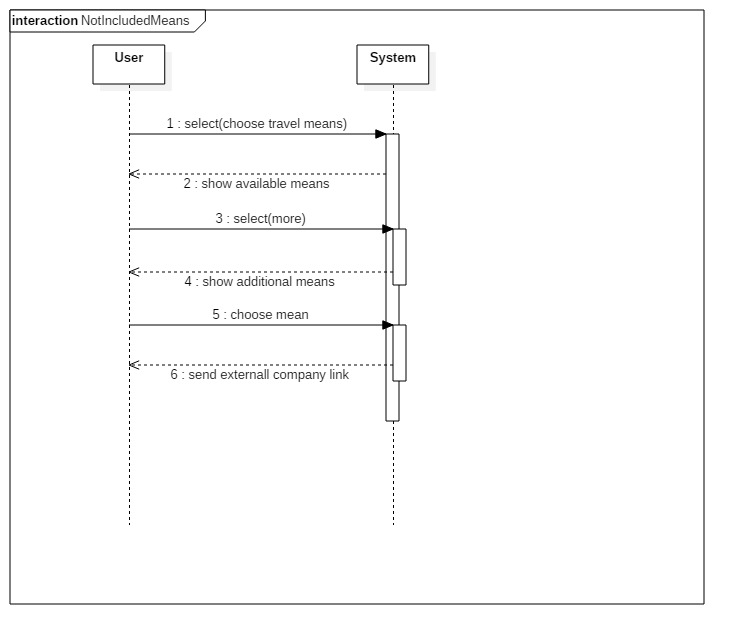 interaction NotIncludedMeans
User
System
1 : select(choose travel means)
2 : show available means
3 : select(more)
4 : show additional means
5 : choose mean
6 : send externall company link